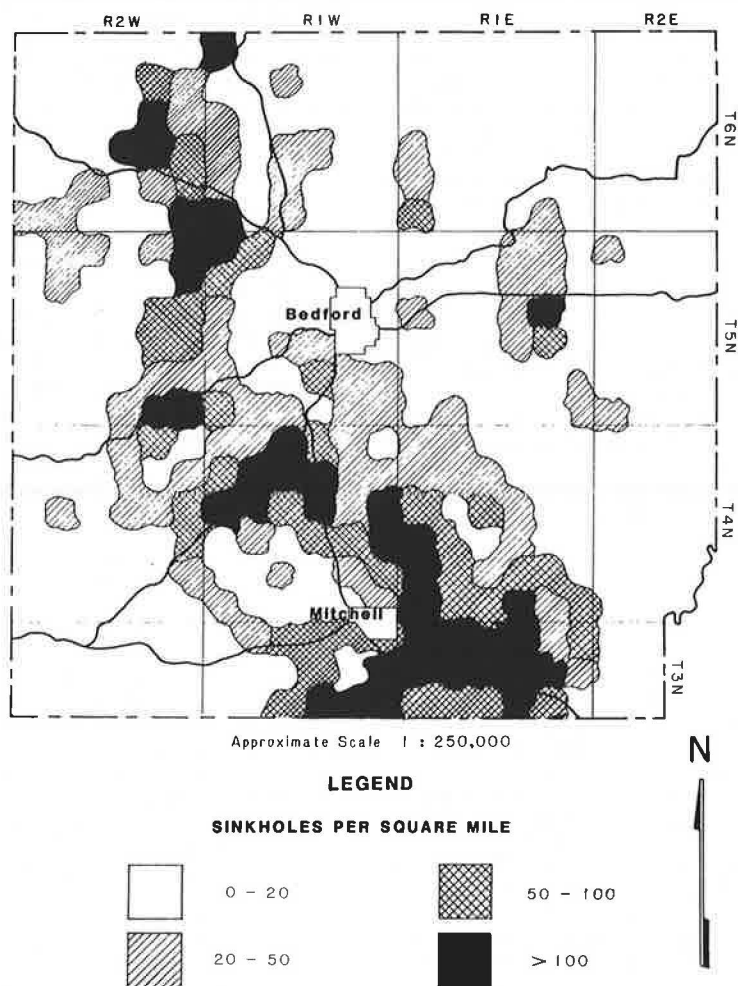 R2W R1W R1E R2E
T6N
Bedford
T5N
T4N
Mitchell
T3N
Approximate Scale 1 : 250,000
N
LEGEND
SINKHOLES PER SQUARE MILE
0 - 20
50 - 100
20 - 50
> 100